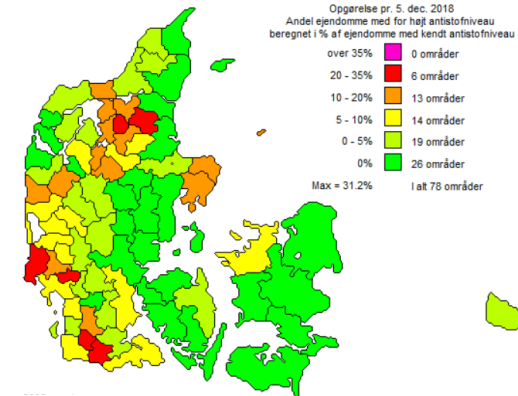 Opgørelse pr. 5. dec. 2018
Andel ejendomme med for højt antistofniveau
beregnet i % af ejendomme med kendt antistofniveau
over 35% 0 områder
20 - 35% 6 områder
10 - 20% 13 områder
5 - 10% 14 områder
0 - 5% 19 områder
0% 26 områder
Max = 31.2% I alt 78 områder